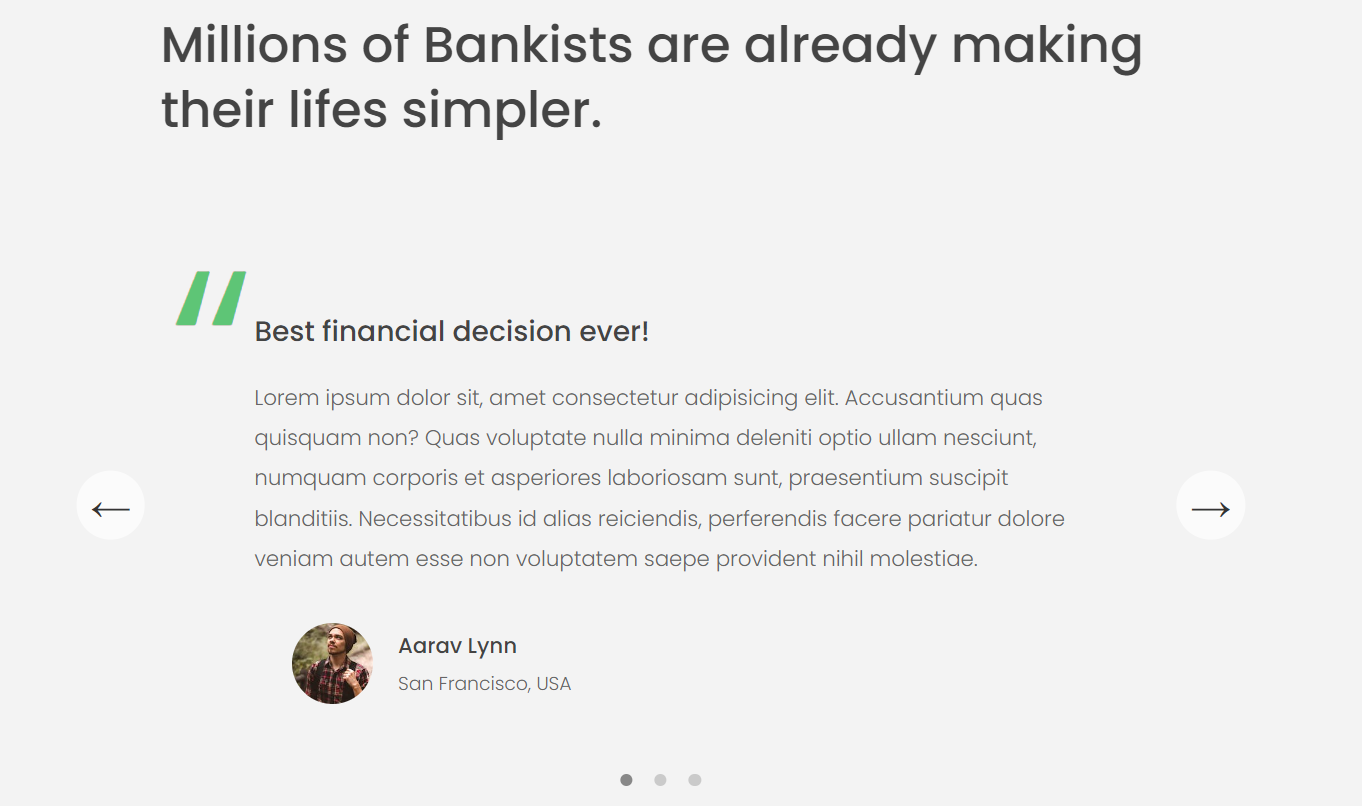 Millions of Bankists are already making
their lifes simpler.
Best financial decision ever!
Lorem ipsum dolor sit, amet consectetur adipisicing elit. Accusantium quas
quisquam non? Quas voluptate nulla minima deleniti optio ullam nesciunt,
numquam corporis et asperiores laboriosam sunt, praesentium suscipit
blanditiis. Necessitatibus id alias reiciendis, perferendis facere pariatur dolore
veniam autem esse non voluptatem saepe provident nihil molestiae.
Aarav Lynn
San Francisco, USA